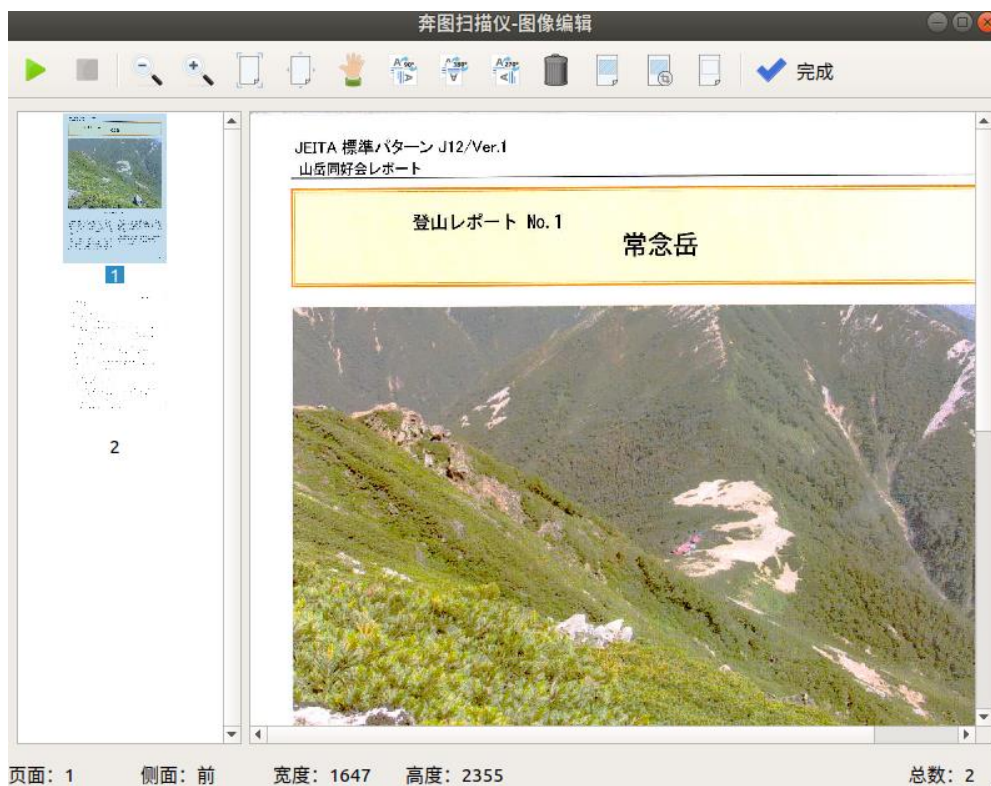 奔图扫描仪-图像编辑
完成
JEITA 標準パターン J12/Ver.1
山岳同好会レポート
登山レポート No.1
常念岳
1
2
页面：1 侧面：前 宽度：1647 高度：2355 总数：2